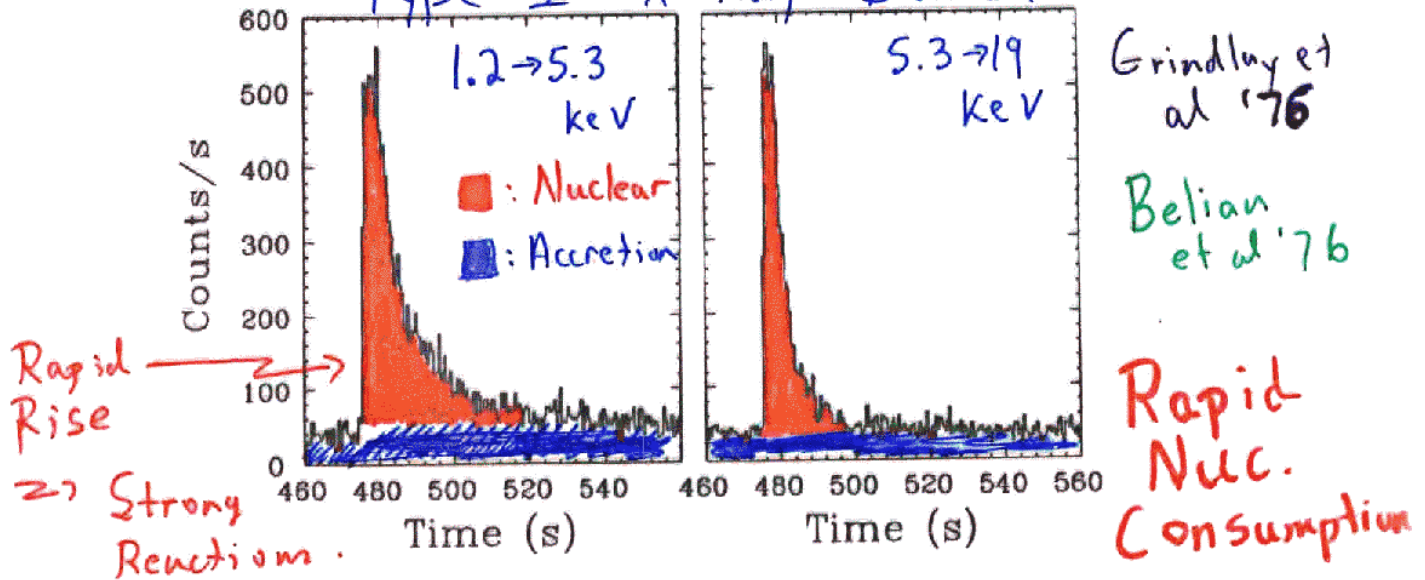 Type I X-ray
600
500
400
300
200
100
0
Counts/s
1.2→5.3
keV
: Nuclear
: Accretion
460 480 500 520 540
Time (s)
5.3→19
KeV
460 480 500 520 540 560
Time (s)
Rapid
Rise
=> Strong
Reactions.
Grindlay et
al '76
Belian
et al '76
Rapid
Nuc.
Consumption